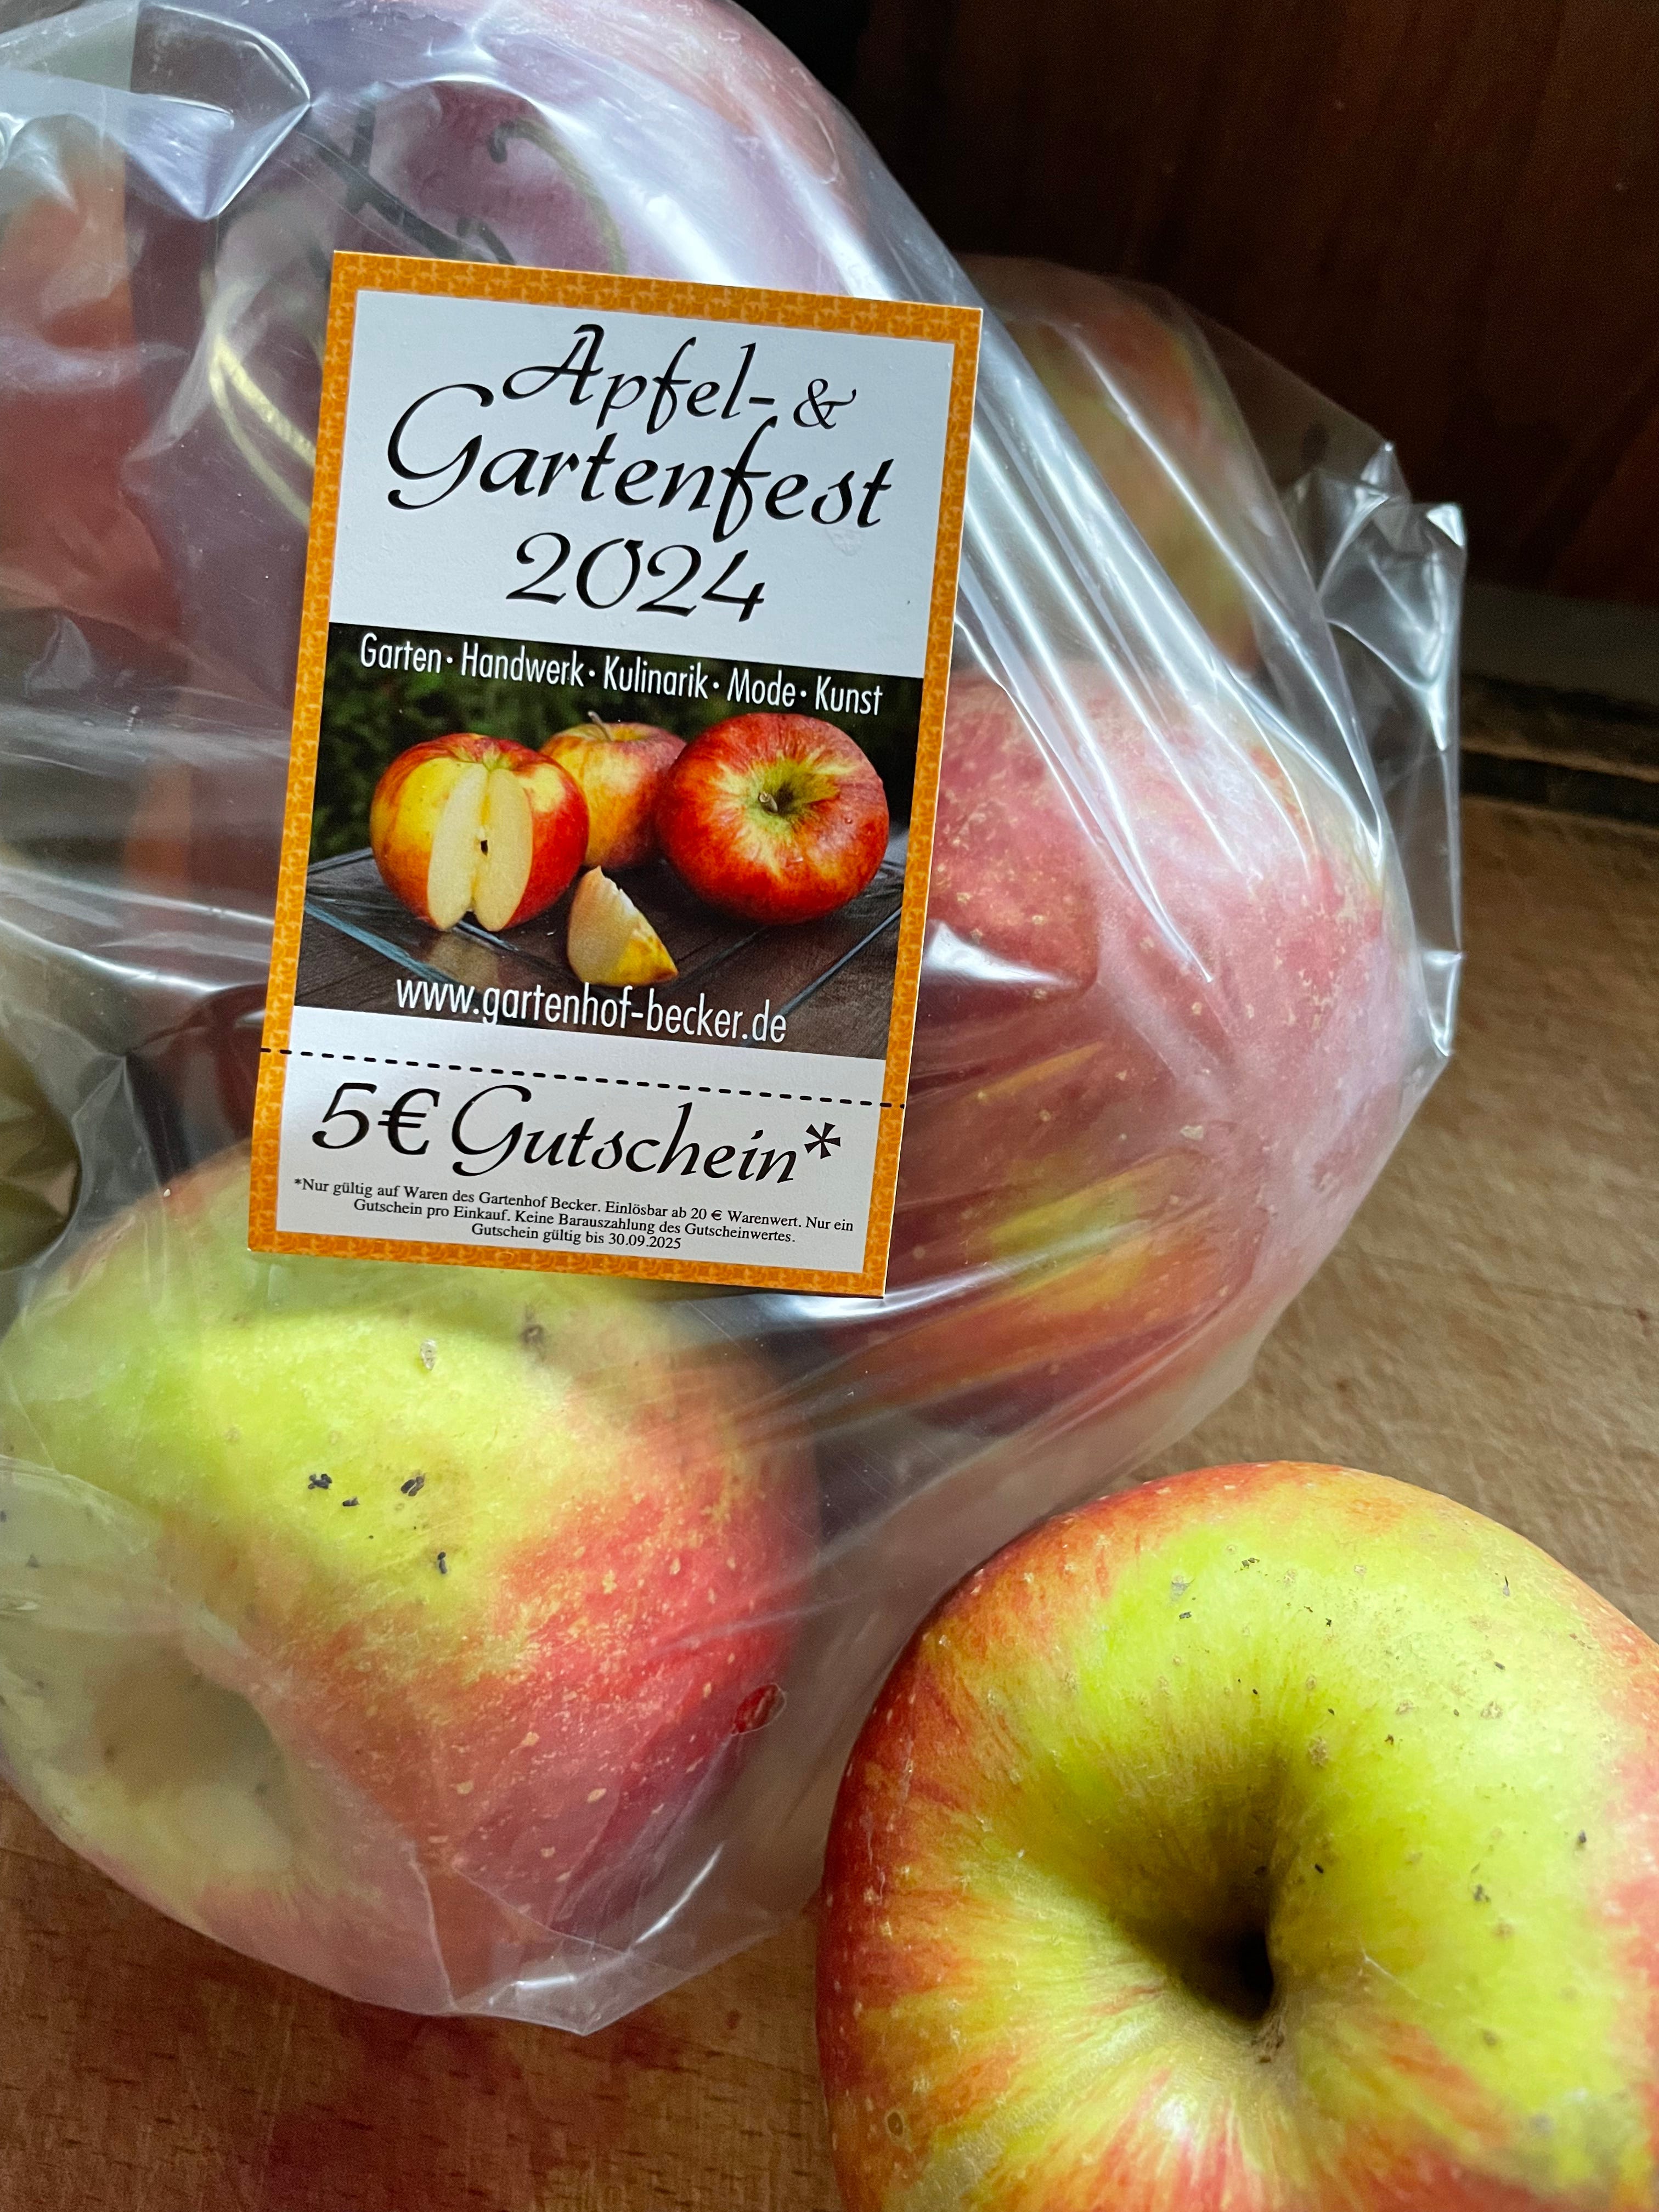 Apfel- &
Gartenfest
2024
Garten · Handwerk · Kulinarik · Mode · Kunst
www.gartenhof-becker.de
5€ Gutschein*
*Nur gültig auf Waren des Gartenhof Becker. Einlösbar ab 20 € Warenwert. Nur ein
Gutschein pro Einkauf. Keine Barauszahlung des Gutscheinwertes.
Gutschein gültig bis 30.09.2025